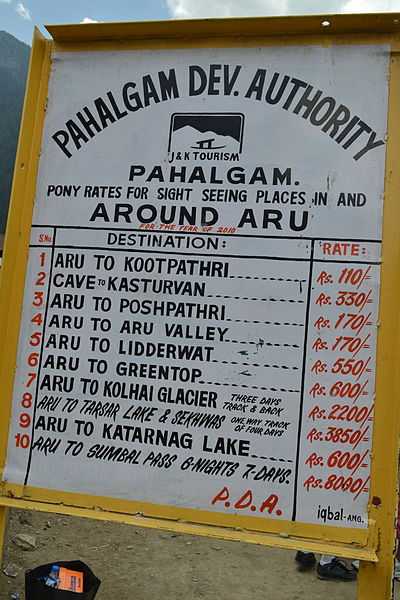 PAHALGAM DEV. AUTHORITY
J & K TOURISM
PAHALGAM.
PONY RATES FOR SIGHT SEEING PLACES IN AND
AROUND ARU
FOR THE YEAR OF 2010
S.No. DESTINATION: RATE:
1 ARU TO KOOTPATHRI Rs. 110/=
2 CAVE TO KASTURVAN Rs. 330/=
3 ARU TO POSHPATHRI Rs. 170/=
4 ARU TO ARU VALLEY Rs. 170/=
5 ARU TO LIDDERWAT Rs. 550/=
6 ARU TO GREENTOP Rs. 600/=
7 ARU TO KOLHAI GLACIER THREE DAYS TRACK & BACK Rs. 2200/=
8 ARU TO TARSAR LAKE & SEKHWAS ONE WAY TRACK OF FOUR DAYS Rs. 3850/=
9 ARU TO KATARNAG LAKE Rs. 600/=
10 ARU TO SUMBAL PASS 6-NIGHTS 7-DAYS. Rs. 8000/=
P.D.A.
iqbal-ANG.